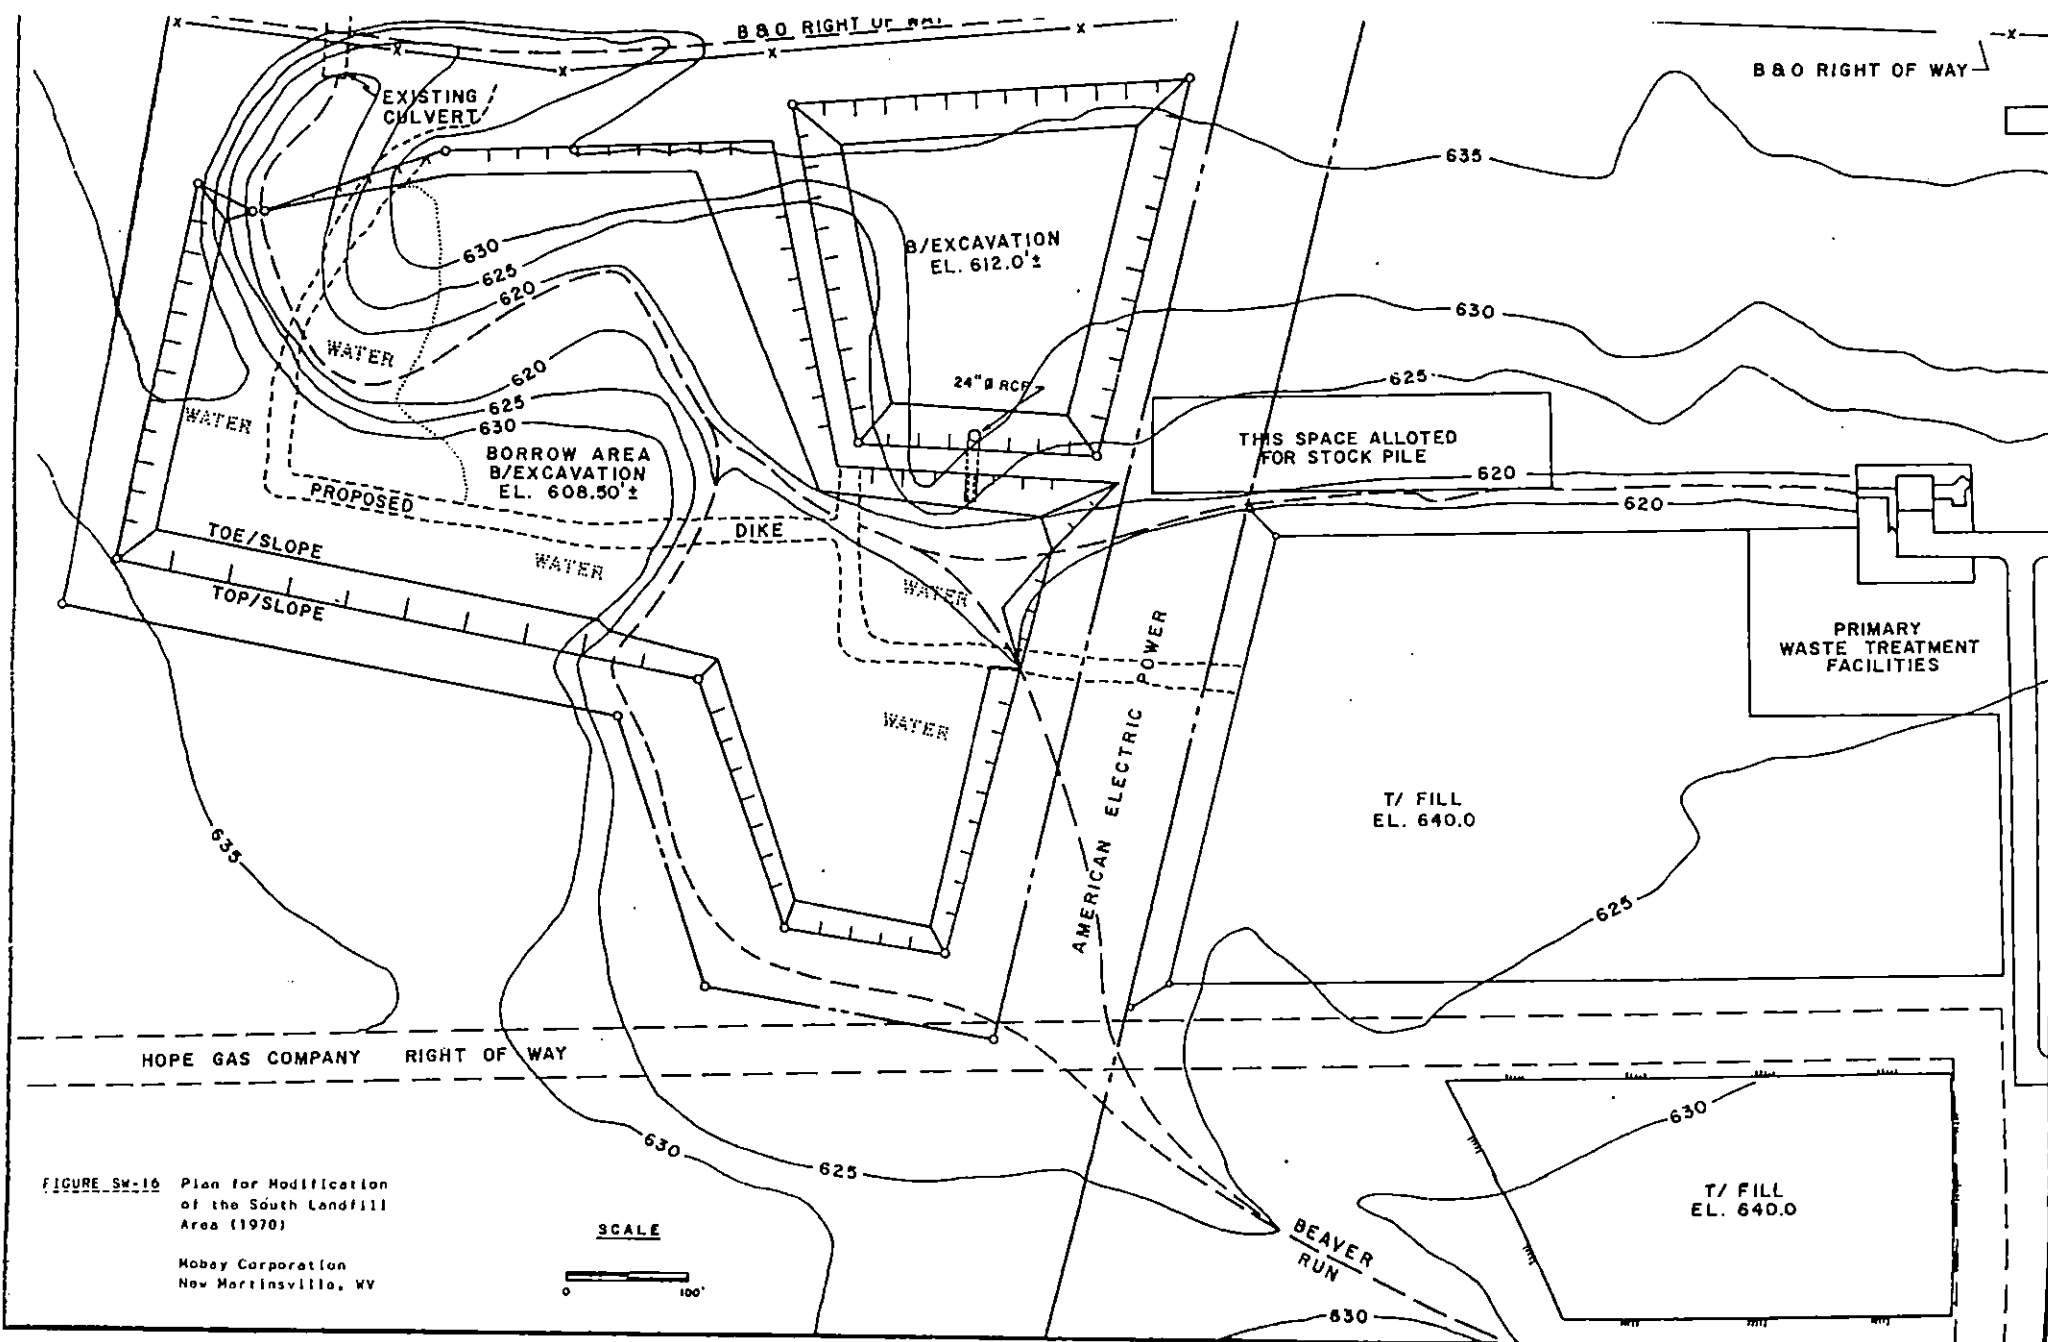 B & O RIGHT OF WAY
B & O RIGHT OF WAY
EXISTING
CULVERT
635
630
625
620
B/EXCAVATION
EL. 612.0'±
630
WATER
620
625
630
625
24"Ø RCP
WATER
BORROW AREA
B/EXCAVATION
EL. 608.50'±
THIS SPACE ALLOTED
FOR STOCK PILE
620
620
PROPOSED
DIKE
TOE/SLOPE
WATER
WATER
TOP/SLOPE
PRIMARY
WASTE TREATMENT
FACILITIES
WATER
AMERICAN ELECTRIC POWER
T/ FILL
EL. 640.0
635
625
HOPE GAS COMPANY RIGHT OF WAY
630
630
625
FIGURE SW-16 Plan for Modification
of the South Landfill
Area (1970)
Mobay Corporation
New Martinsville, WV
SCALE
0 100'
BEAVER
RUN
T/ FILL
EL. 640.0
630